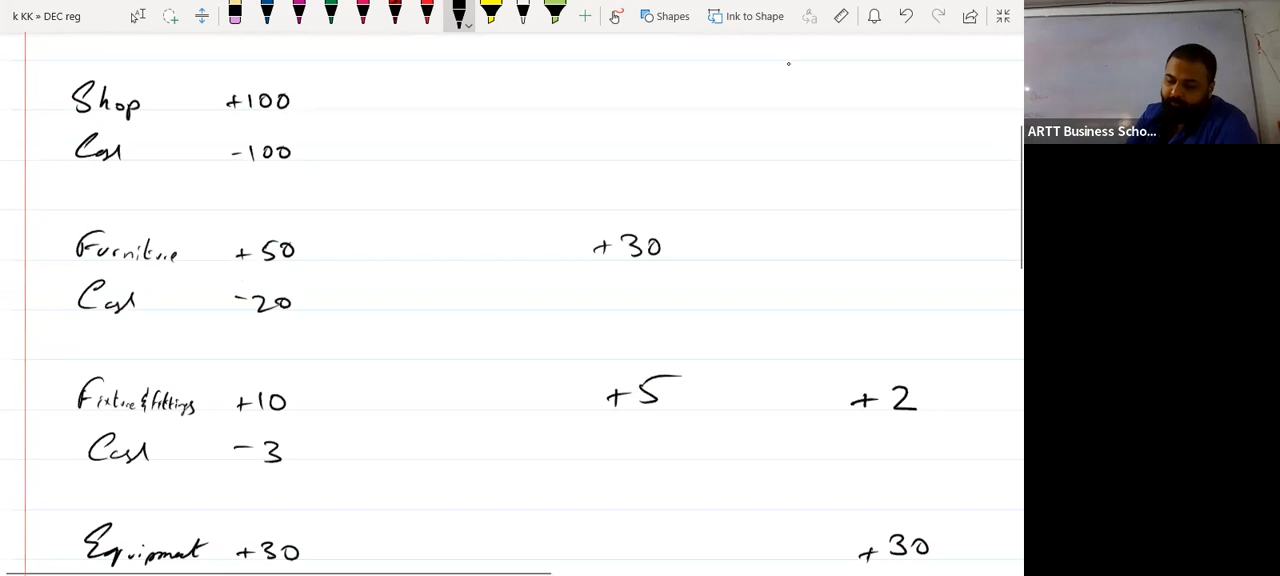 k KK » DEC reg Shapes Ink to Shape
ARTT Business Scho...
Shop +100
Cash -100
Furniture +50 +30
Cash -20
Fixture & fittings +10 +5 +2
Cash -3
Equipment +30 +30